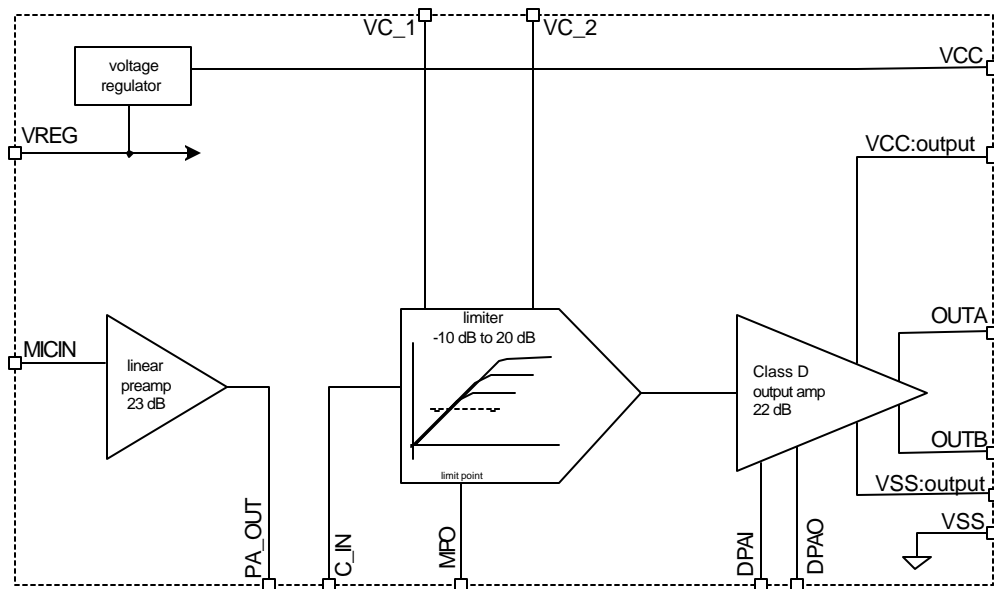 VC_1
VC_2
voltage
regulator
VCC
VREG
VCC:output
limiter
-10 dB to 20 dB
OUTA
MICIN
linear
preamp
23 dB
Class D
output amp
22 dB
OUTB
limit point
VSS:output
VSS
PA_OUT
C_IN
MPO
DPAI
DPAO